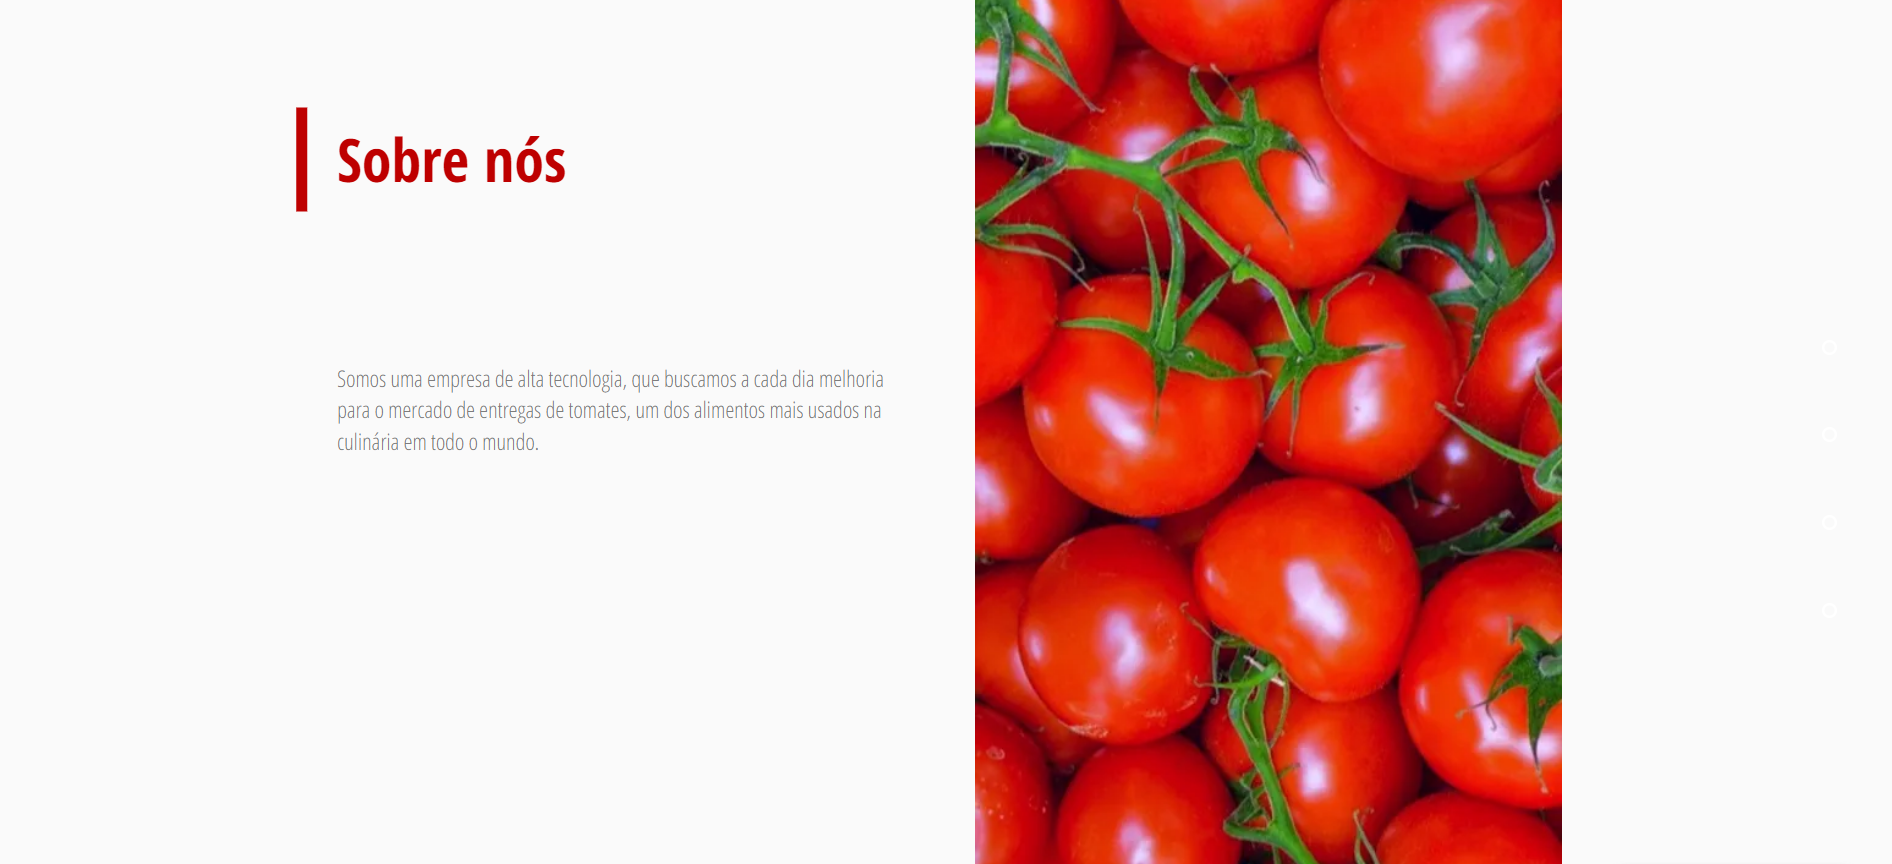 Sobre nós
Somos uma empresa de alta tecnologia, que buscamos a cada dia melhoria
para o mercado de entregas de tomates, um dos alimentos mais usados na
culinária em todo o mundo.